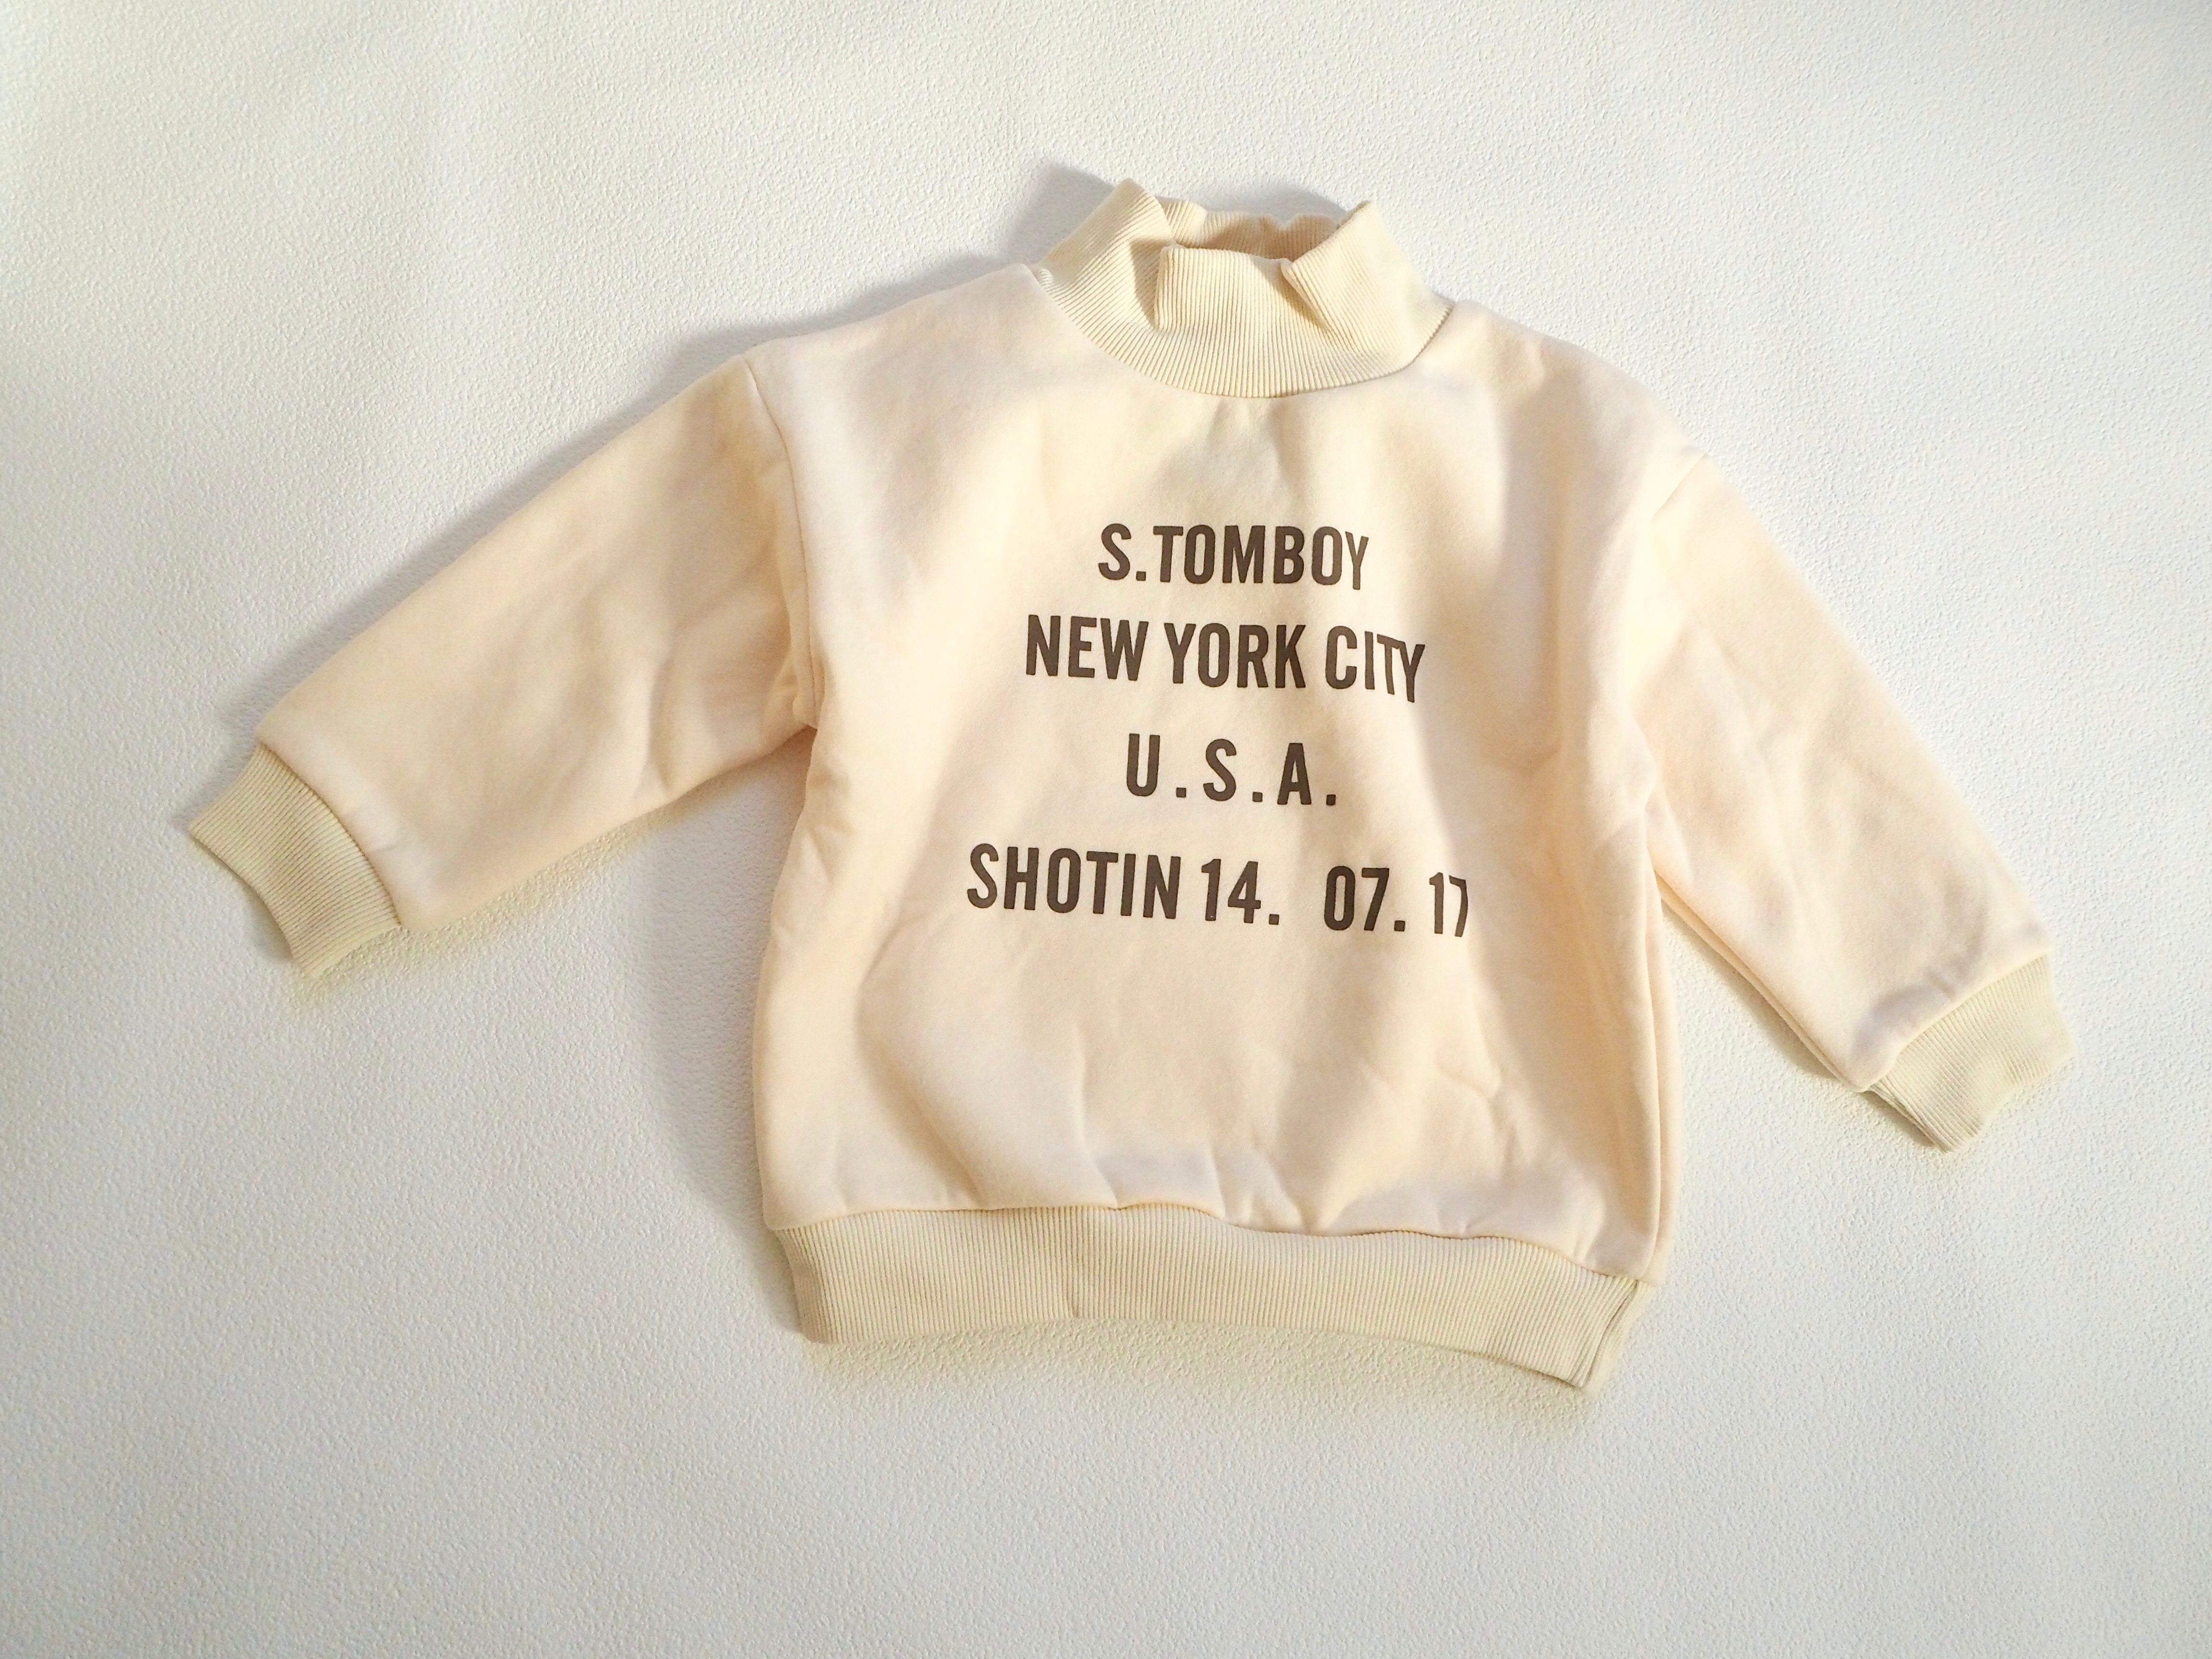 S.TOMBOY
NEW YORK CITY
U.S.A.
SHOTIN 14. 07. 17